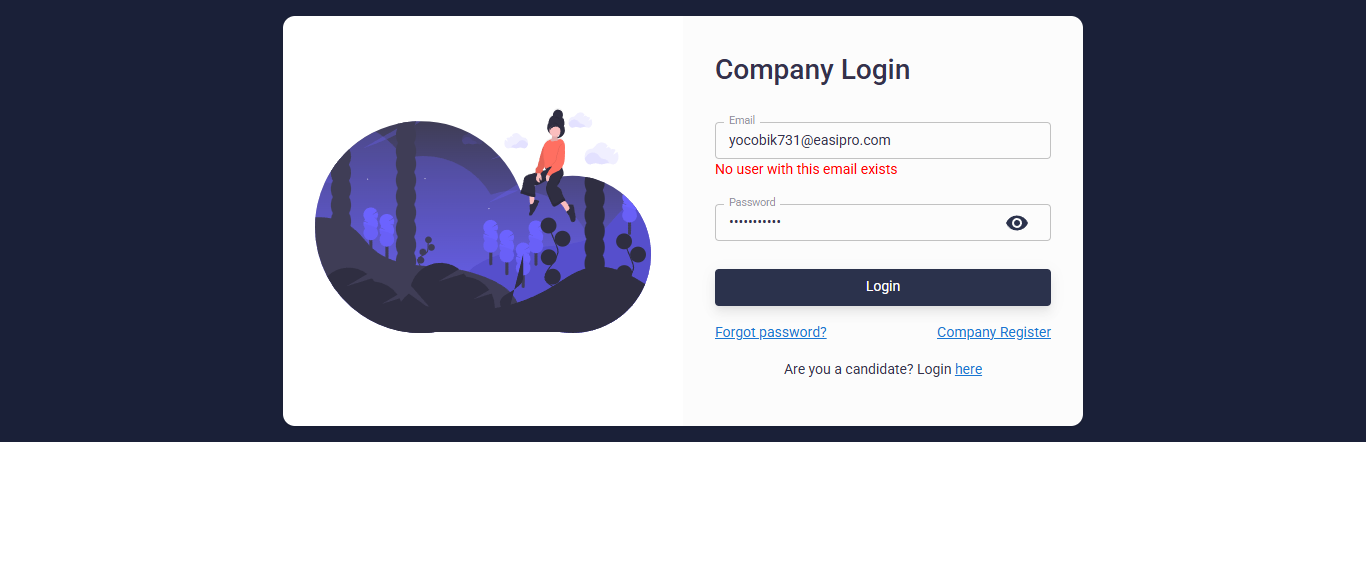 Company Login
Email
yocobik731@easipro.com
No user with this email exists
Password
•••••••••••
Login
Forgot password? Company Register
Are you a candidate? Login here